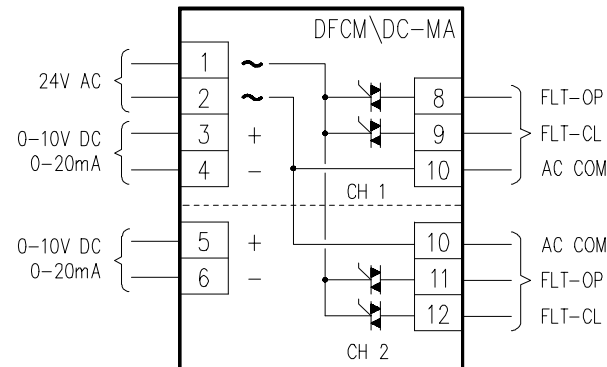 DFCM\DC-MA
24V AC
1 ~
2 ~
0-10V DC
0-20mA
3 +
4 -
8 FLT-OP
9 FLT-CL
10 AC COM
CH 1
0-10V DC
0-20mA
5 +
6 -
10 AC COM
11 FLT-OP
12 FLT-CL
CH 2